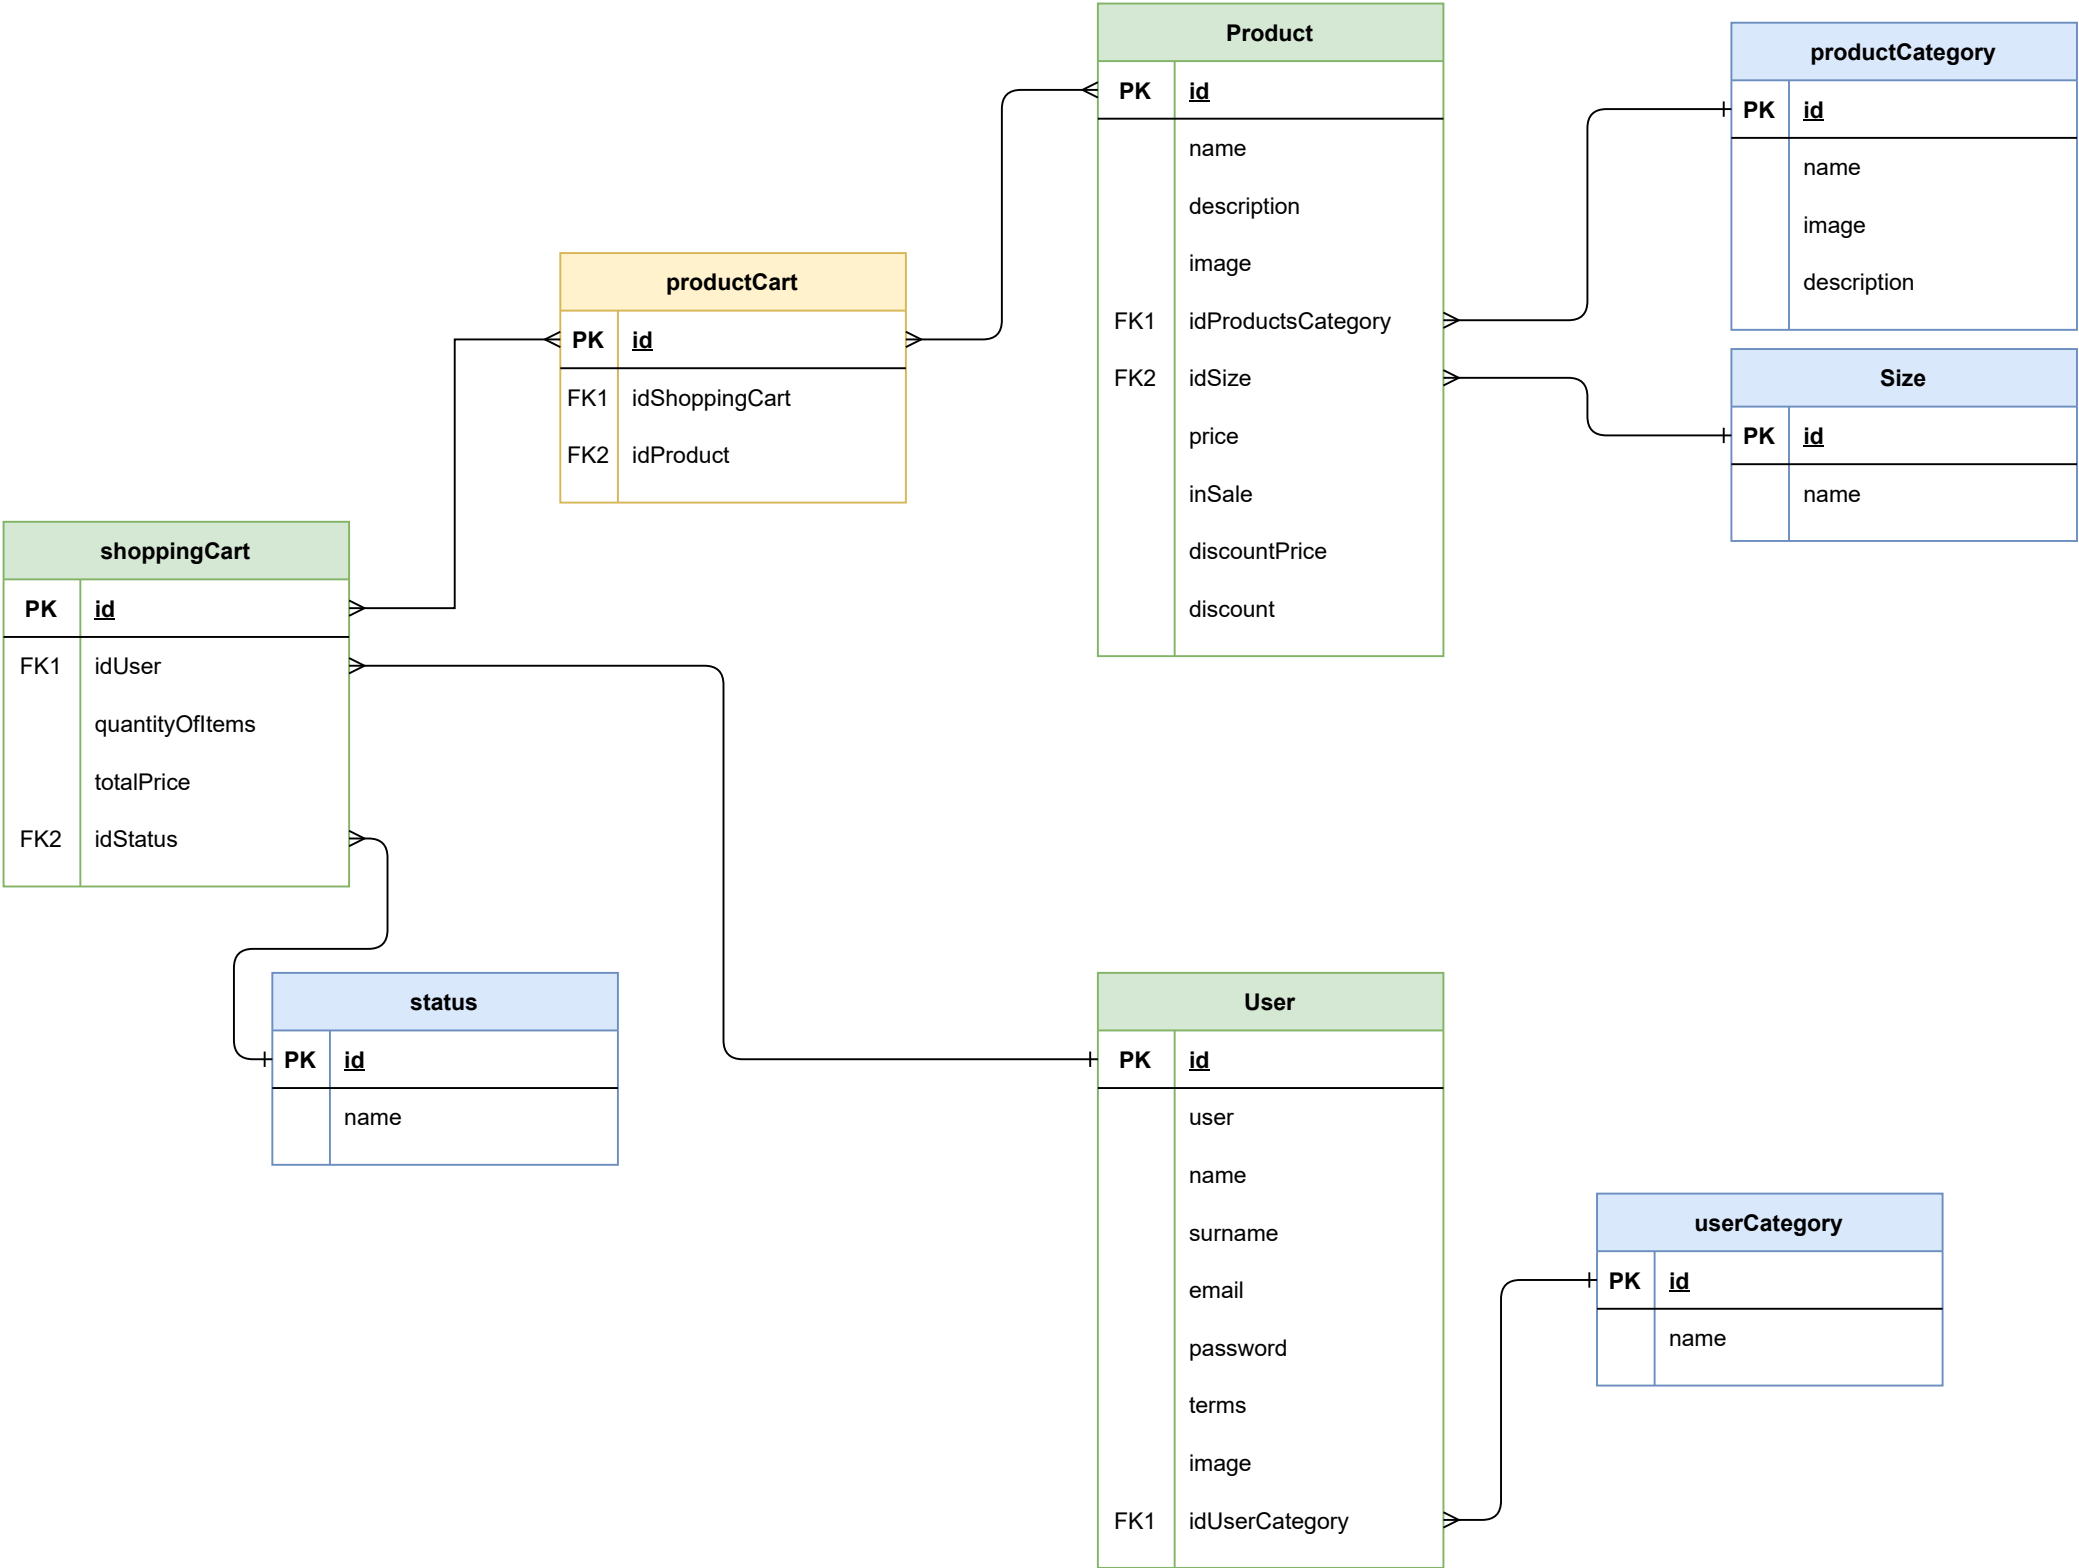 Product
PK id
name
description
image
FK1 idProductsCategory
FK2 idSize
price
inSale
discountPrice
discount
productCategory
PK id
name
image
description
Size
PK id
name
productCart
PK id
FK1 idShoppingCart
FK2 idProduct
shoppingCart
PK id
FK1 idUser
quantityOfItems
totalPrice
FK2 idStatus
status
PK id
name
User
PK id
user
name
surname
email
password
terms
image
FK1 idUserCategory
userCategory
PK id
name